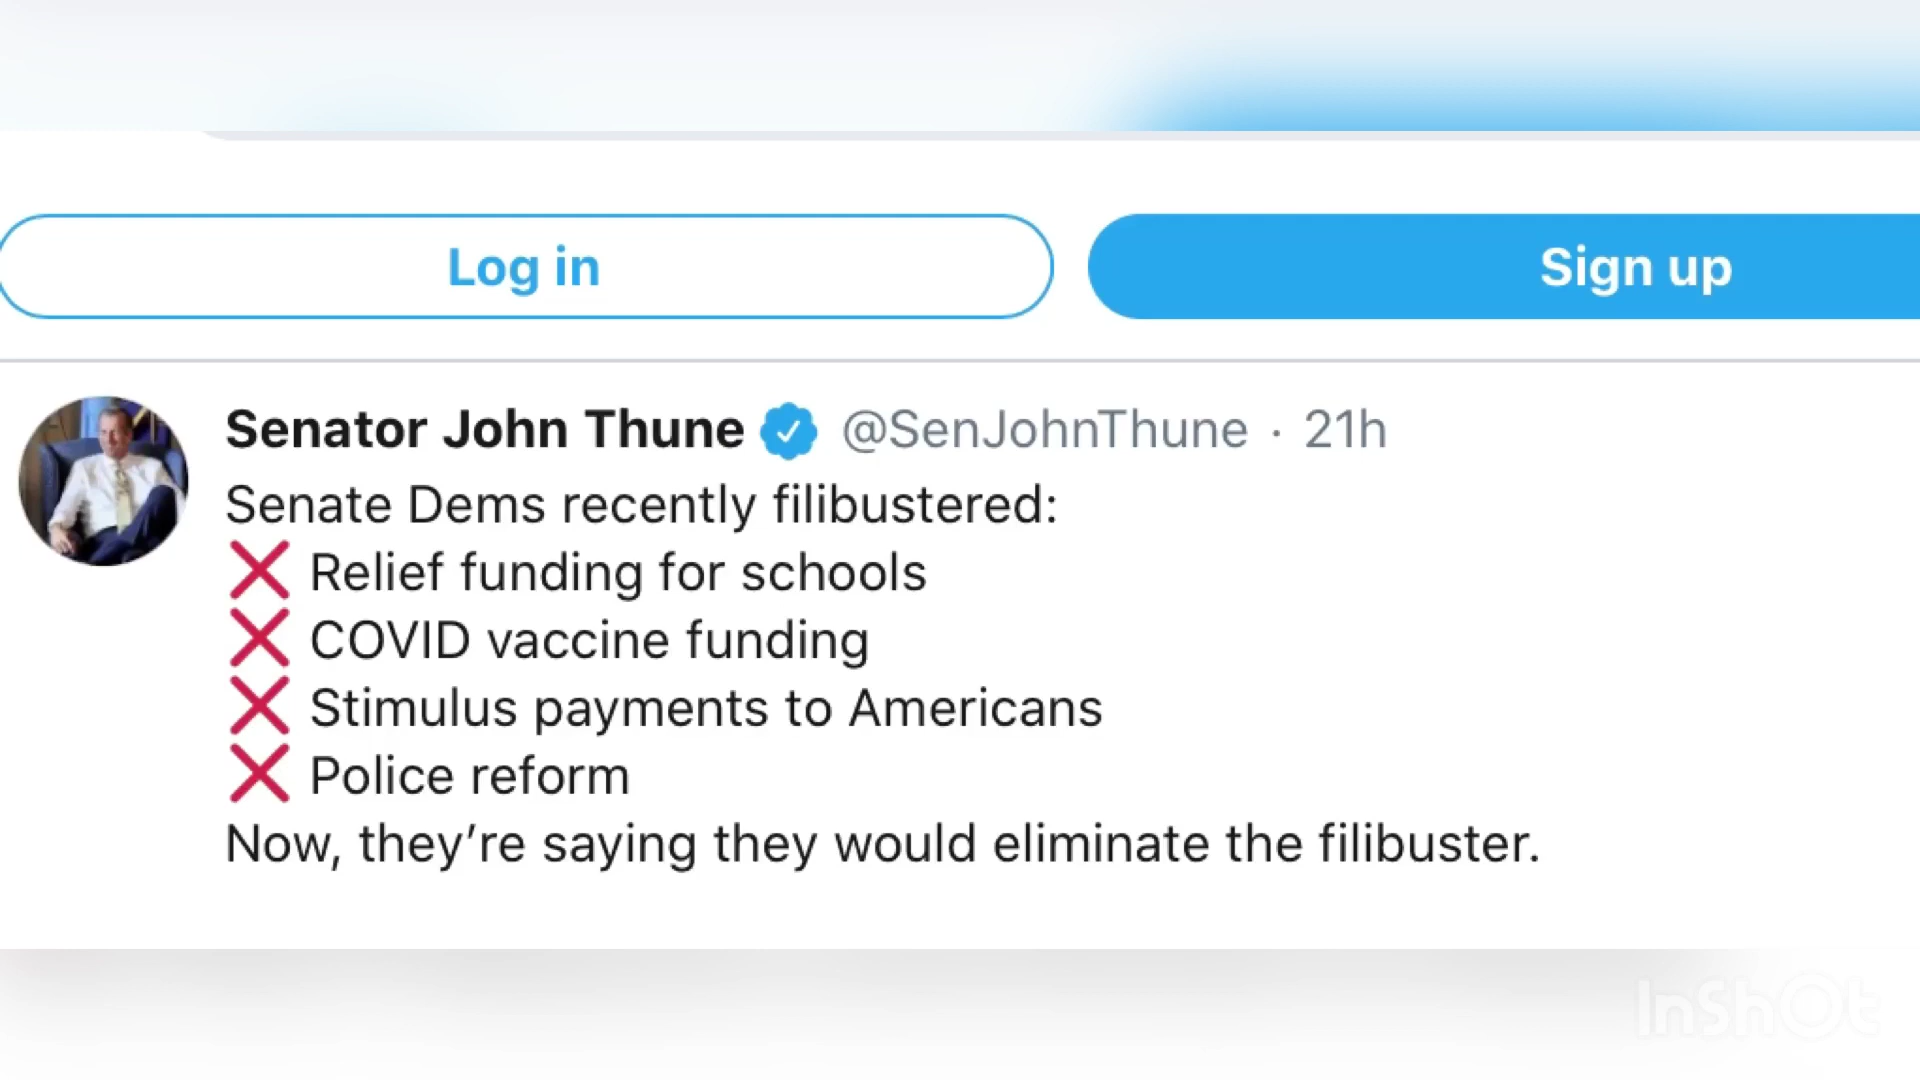 Log in
Sign up
Senator John Thune @SenJohnThune · 21h
Senate Dems recently filibustered:
❌ Relief funding for schools
❌ COVID vaccine funding
❌ Stimulus payments to Americans
❌ Police reform
Now, they’re saying they would eliminate the filibuster.
InShOt